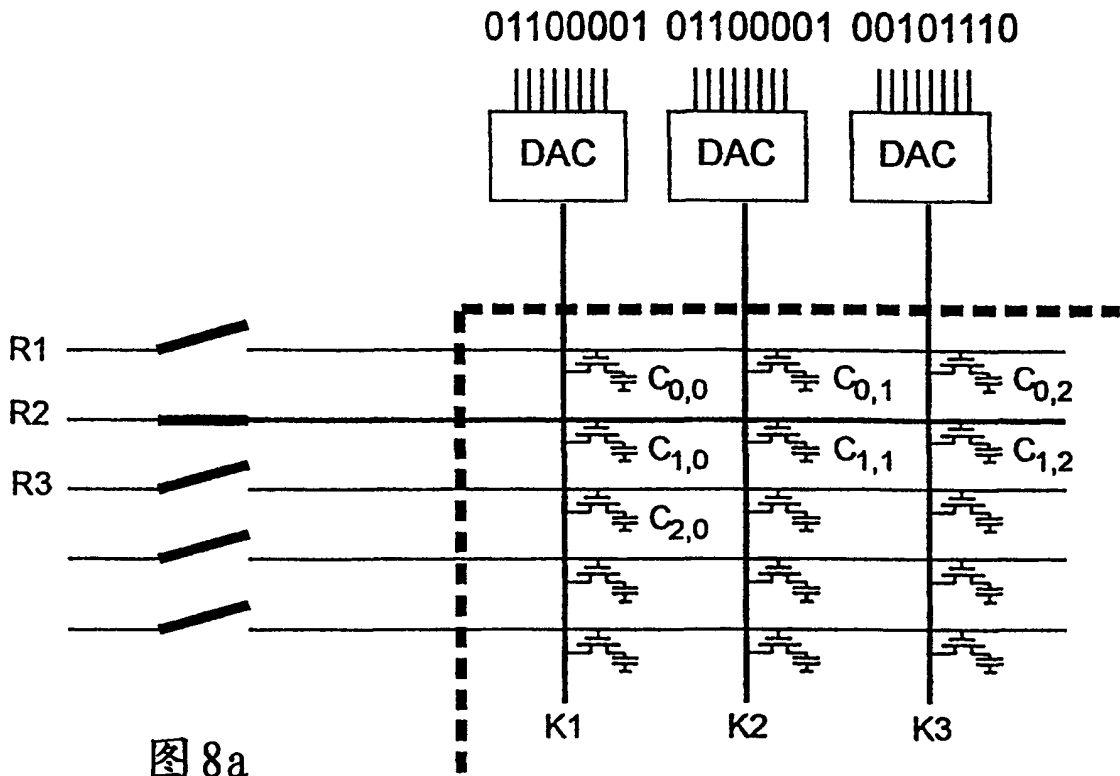 01100001 01100001 00101110
DAC DAC DAC
R1
C0,0 C0,1 C0,2
R2
C1,0 C1,1 C1,2
R3
C2,0
K1 K2 K3
图 8a